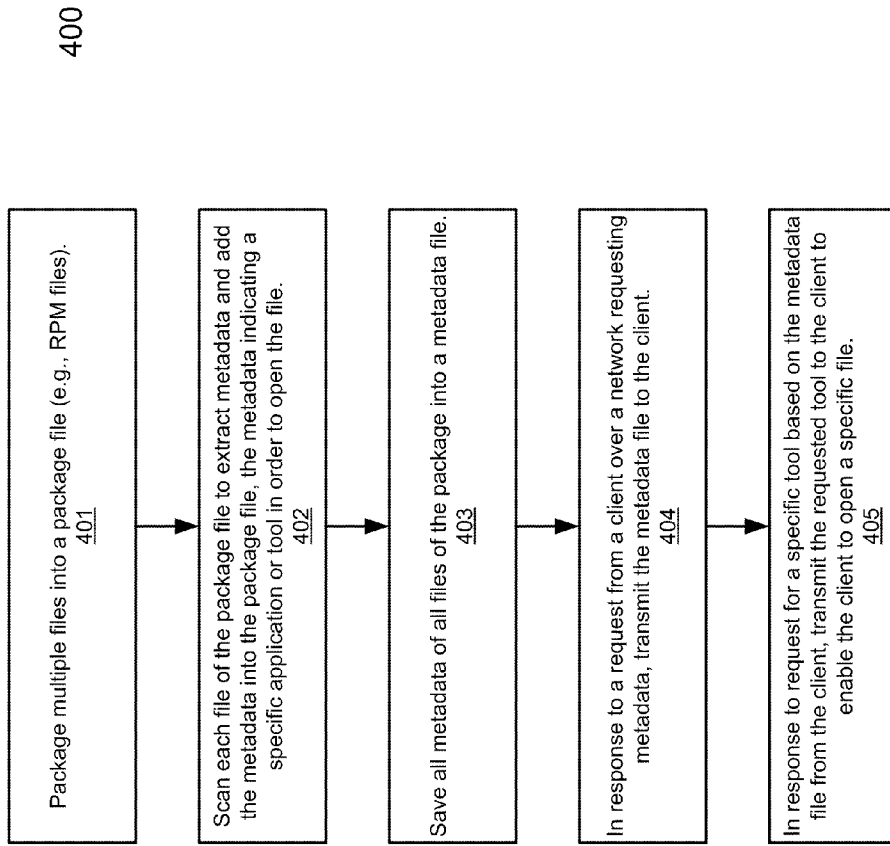 400
Package multiple files into a package file (e.g., RPM files).
401
Scan each file of the package file to extract metadata and add
the metadata into the package file, the metadata indicating a
specific application or tool in order to open the file.
402
Save all metadata of all files of the package into a metadata file.
403
In response to a request from a client over a network requesting
metadata, transmit the metadata file to the client.
404
In response to request for a specific tool based on the metadata
file from the client, transmit the requested tool to the client to
enable the client to open a specific file.
405